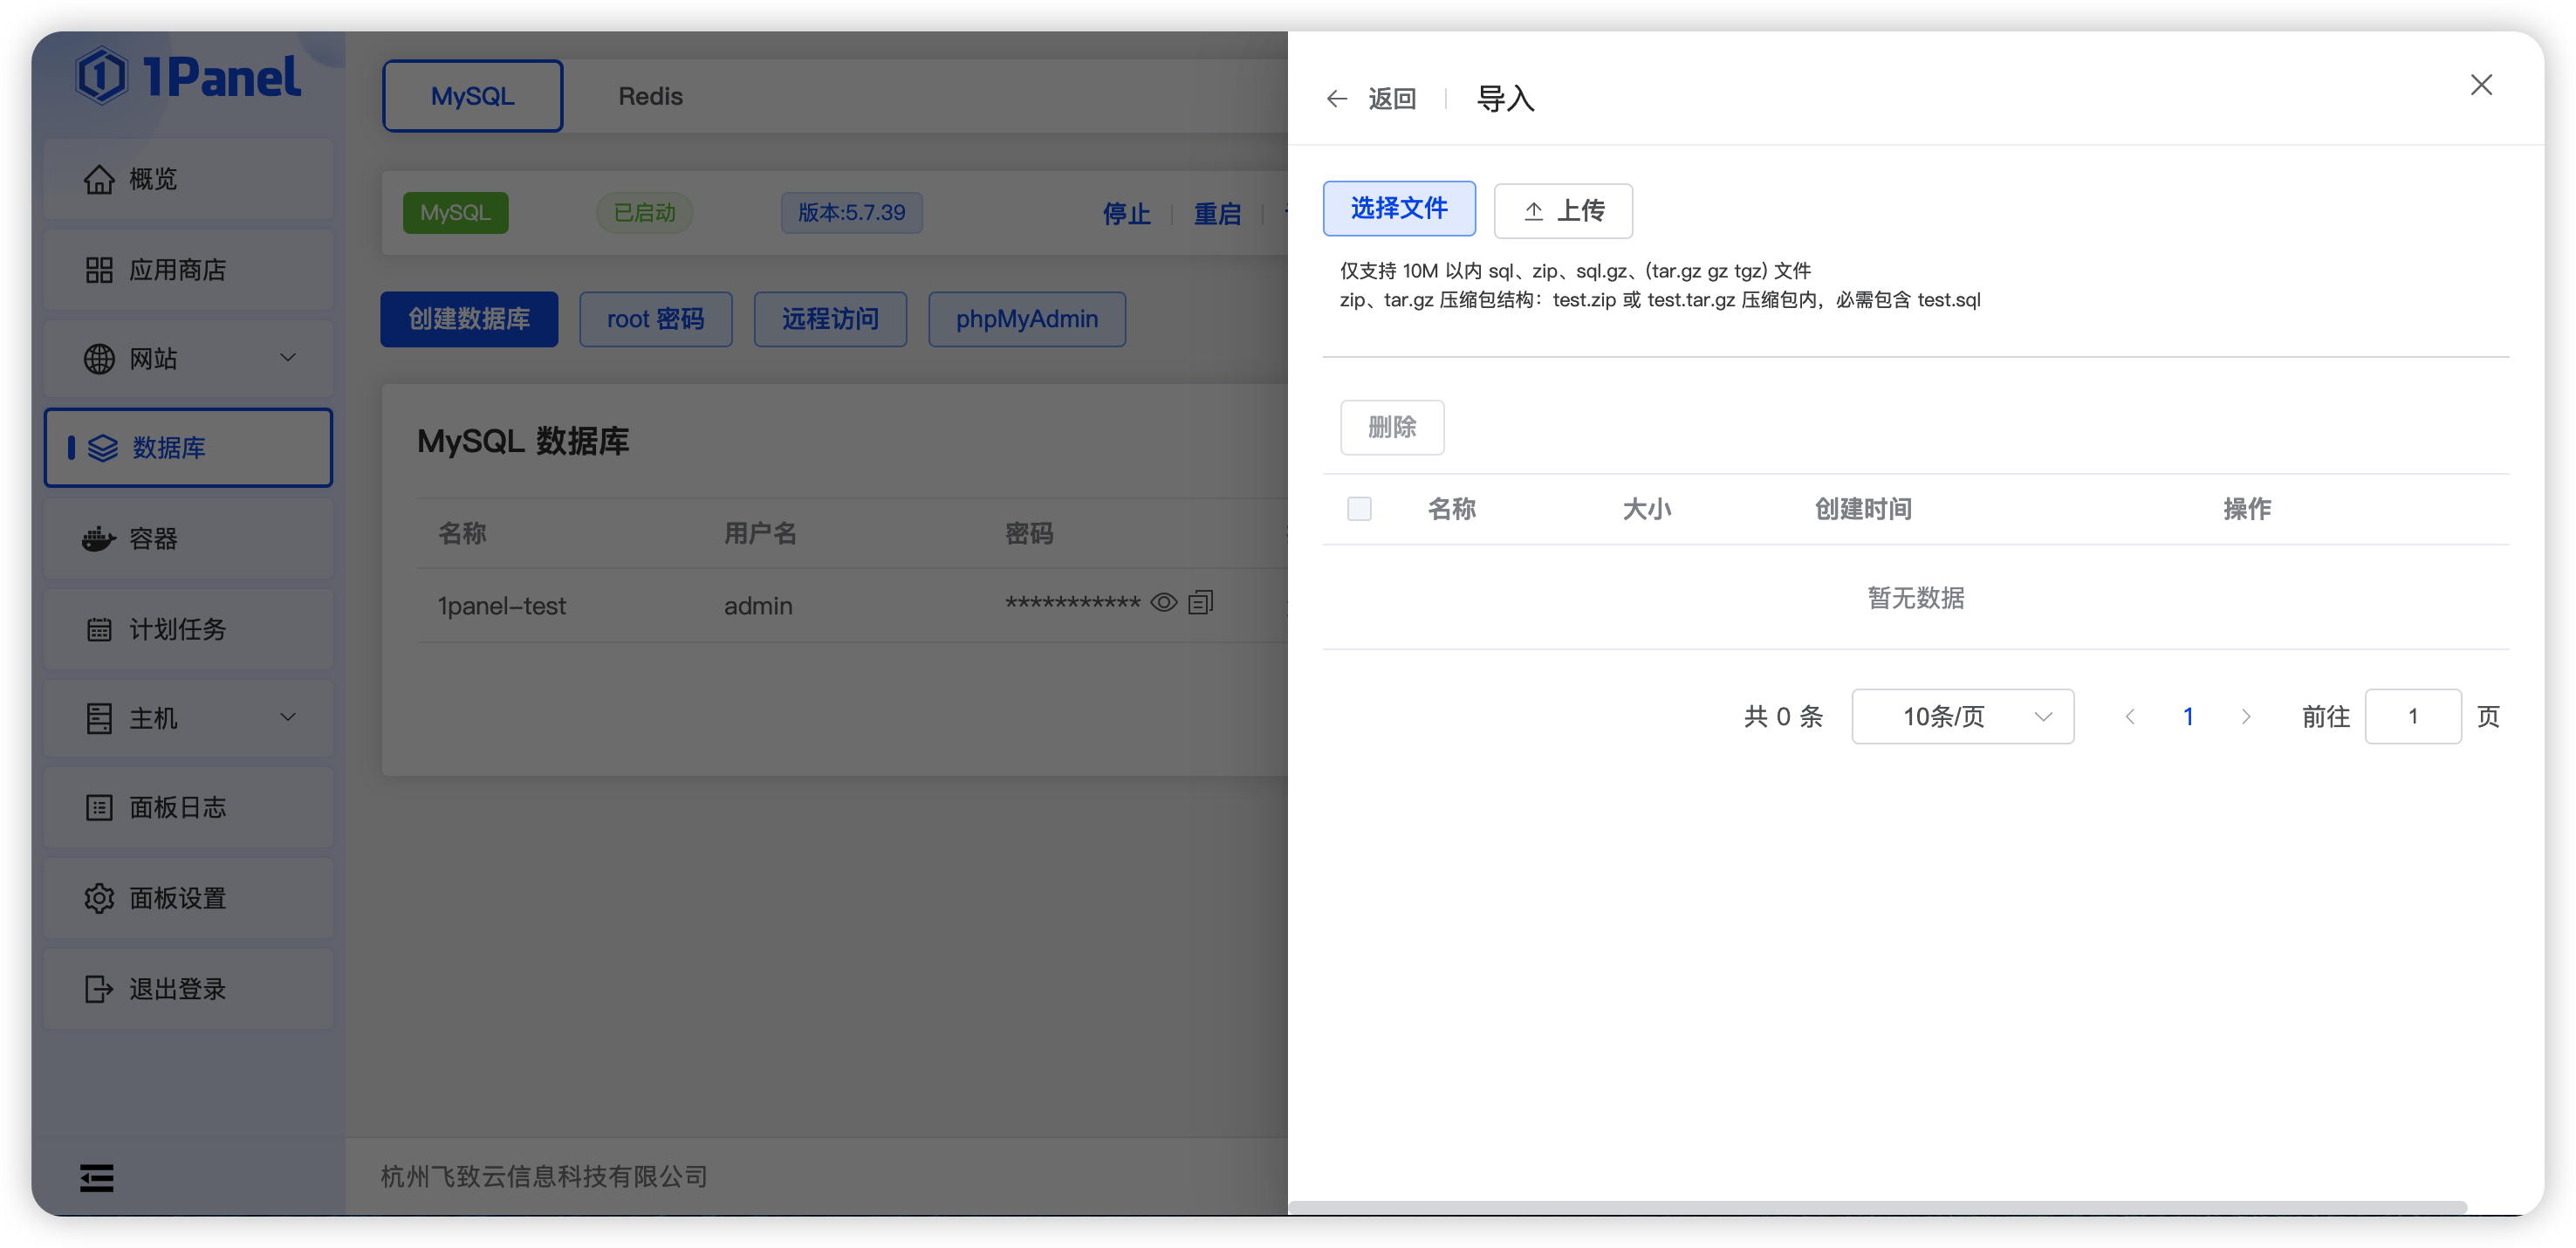 1Panel
概览
应用商店
网站
数据库
容器
计划任务
主机
面板日志
面板设置
退出登录
MySQL Redis
MySQL 已启动 版本:5.7.39 停止 重启
创建数据库 root 密码 远程访问 phpMyAdmin
MySQL 数据库
名称 用户名 密码
1panel-test admin ***********
杭州飞致云信息科技有限公司
返回 导入
选择文件 上传
仅支持 10M 以内 sql、zip、sql.gz、(tar.gz gz tgz) 文件
zip、tar.gz 压缩包结构：test.zip 或 test.tar.gz 压缩包内，必需包含 test.sql
删除
名称 大小 创建时间 操作
暂无数据
共 0 条 10条/页 1 前往 1 页